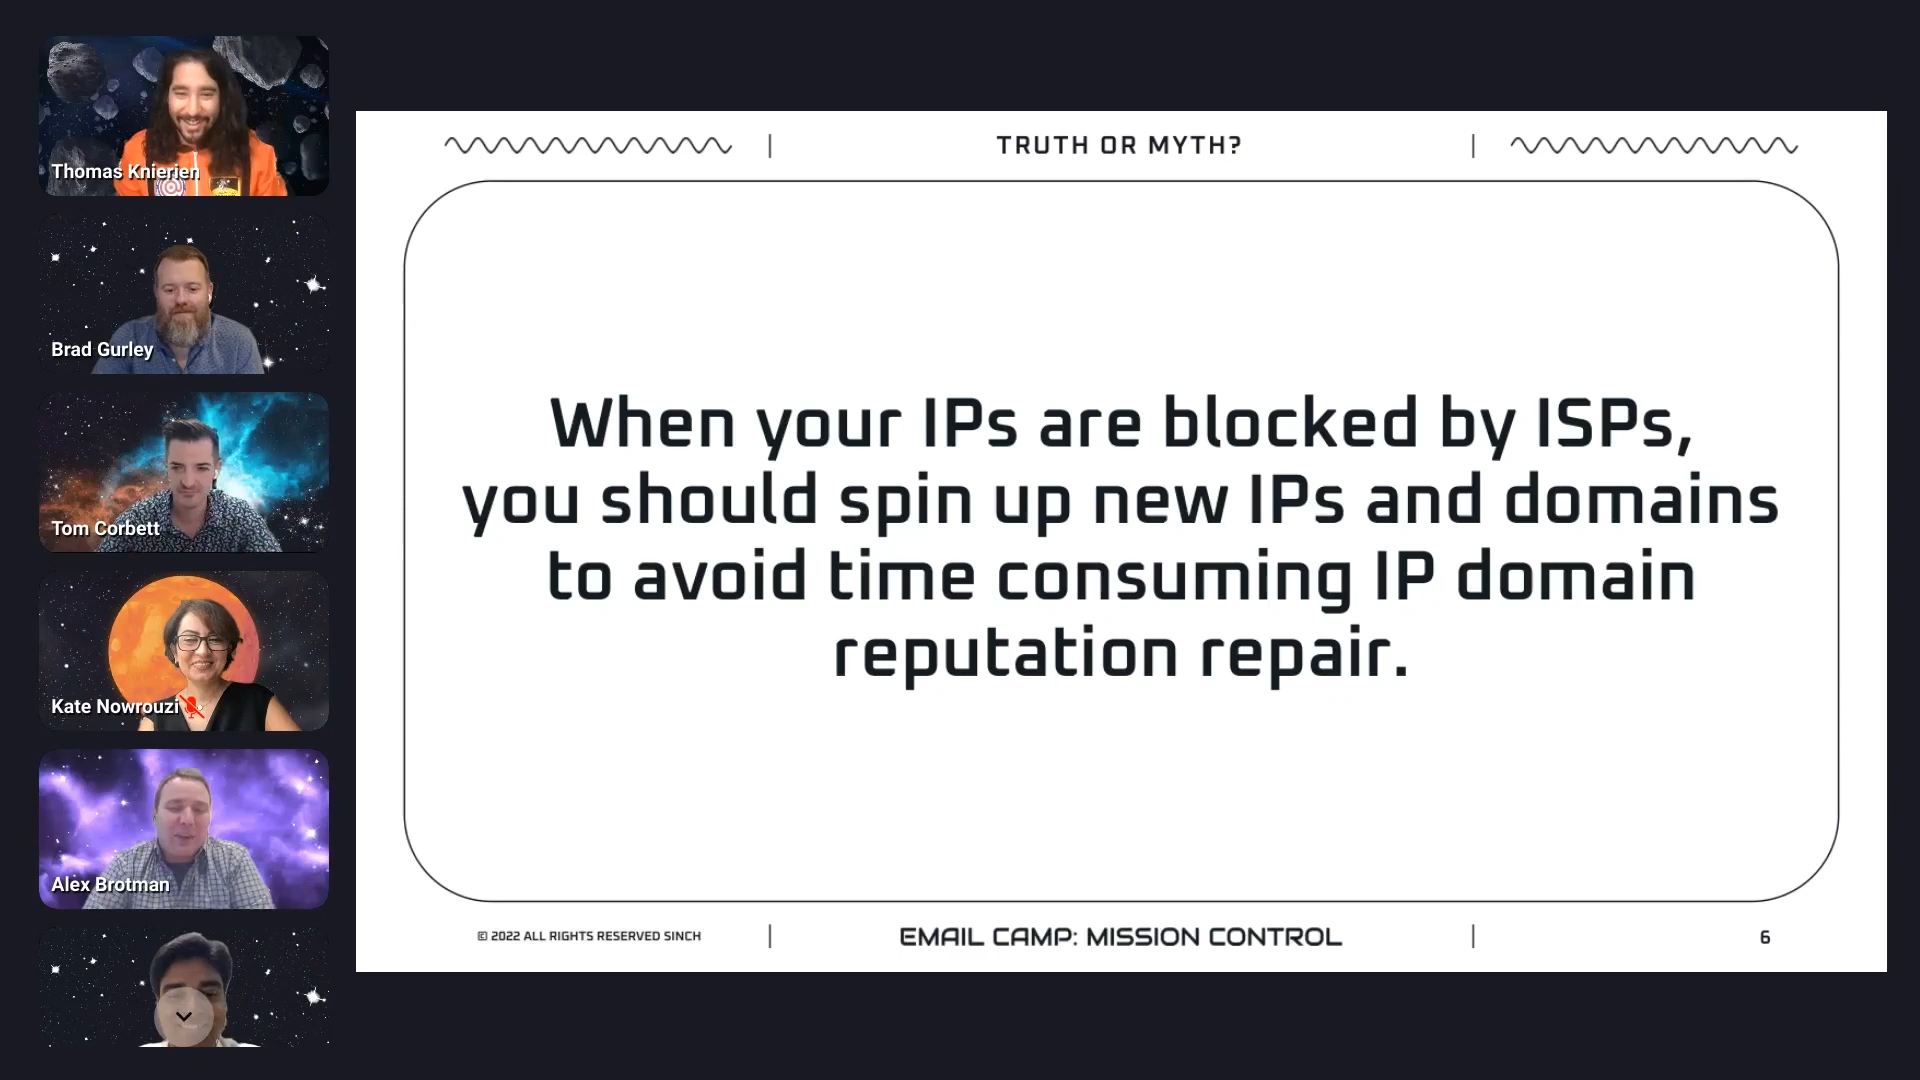 Thomas Knierien
Brad Gurley
Tom Corbett
Kate Nowrouzi
Alex Brotman
TRUTH OR MYTH?
When your IPs are blocked by ISPs,
you should spin up new IPs and domains
to avoid time consuming IP domain
reputation repair.
© 2022 ALL RIGHTS RESERVED SINCH
EMAIL CAMP: MISSION CONTROL
6